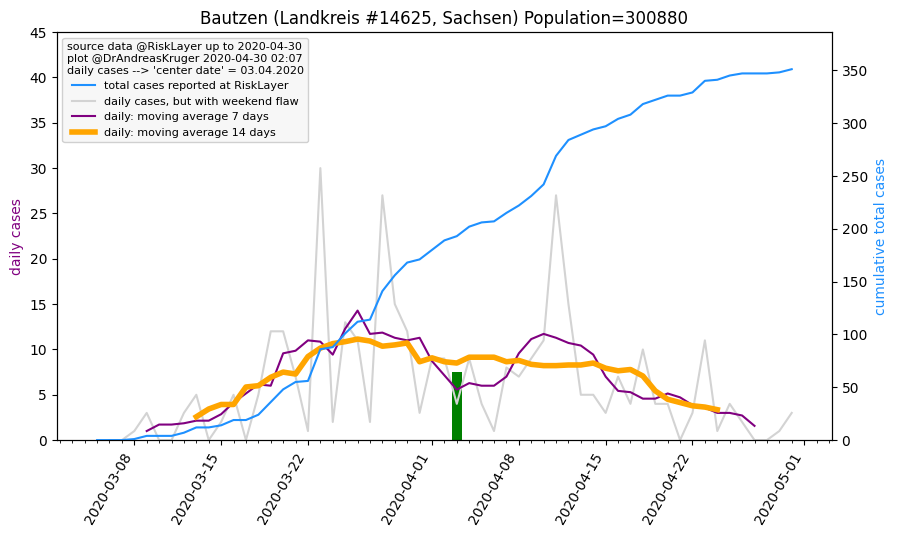 Bautzen (Landkreis #14625, Sachsen) Population=300880
source data @RiskLayer up to 2020-04-30
plot @DrAndreasKruger 2020-04-30 02:07
daily cases --> 'center date' = 03.04.2020
total cases reported at RiskLayer
daily cases, but with weekend flaw
daily: moving average 7 days
daily: moving average 14 days
daily cases
45
40
35
30
25
20
15
10
5
0
350
300
250
200
150
100
50
0
cumulative total cases
2020-03-08
2020-03-15
2020-03-22
2020-04-01
2020-04-08
2020-04-15
2020-04-22
2020-05-01